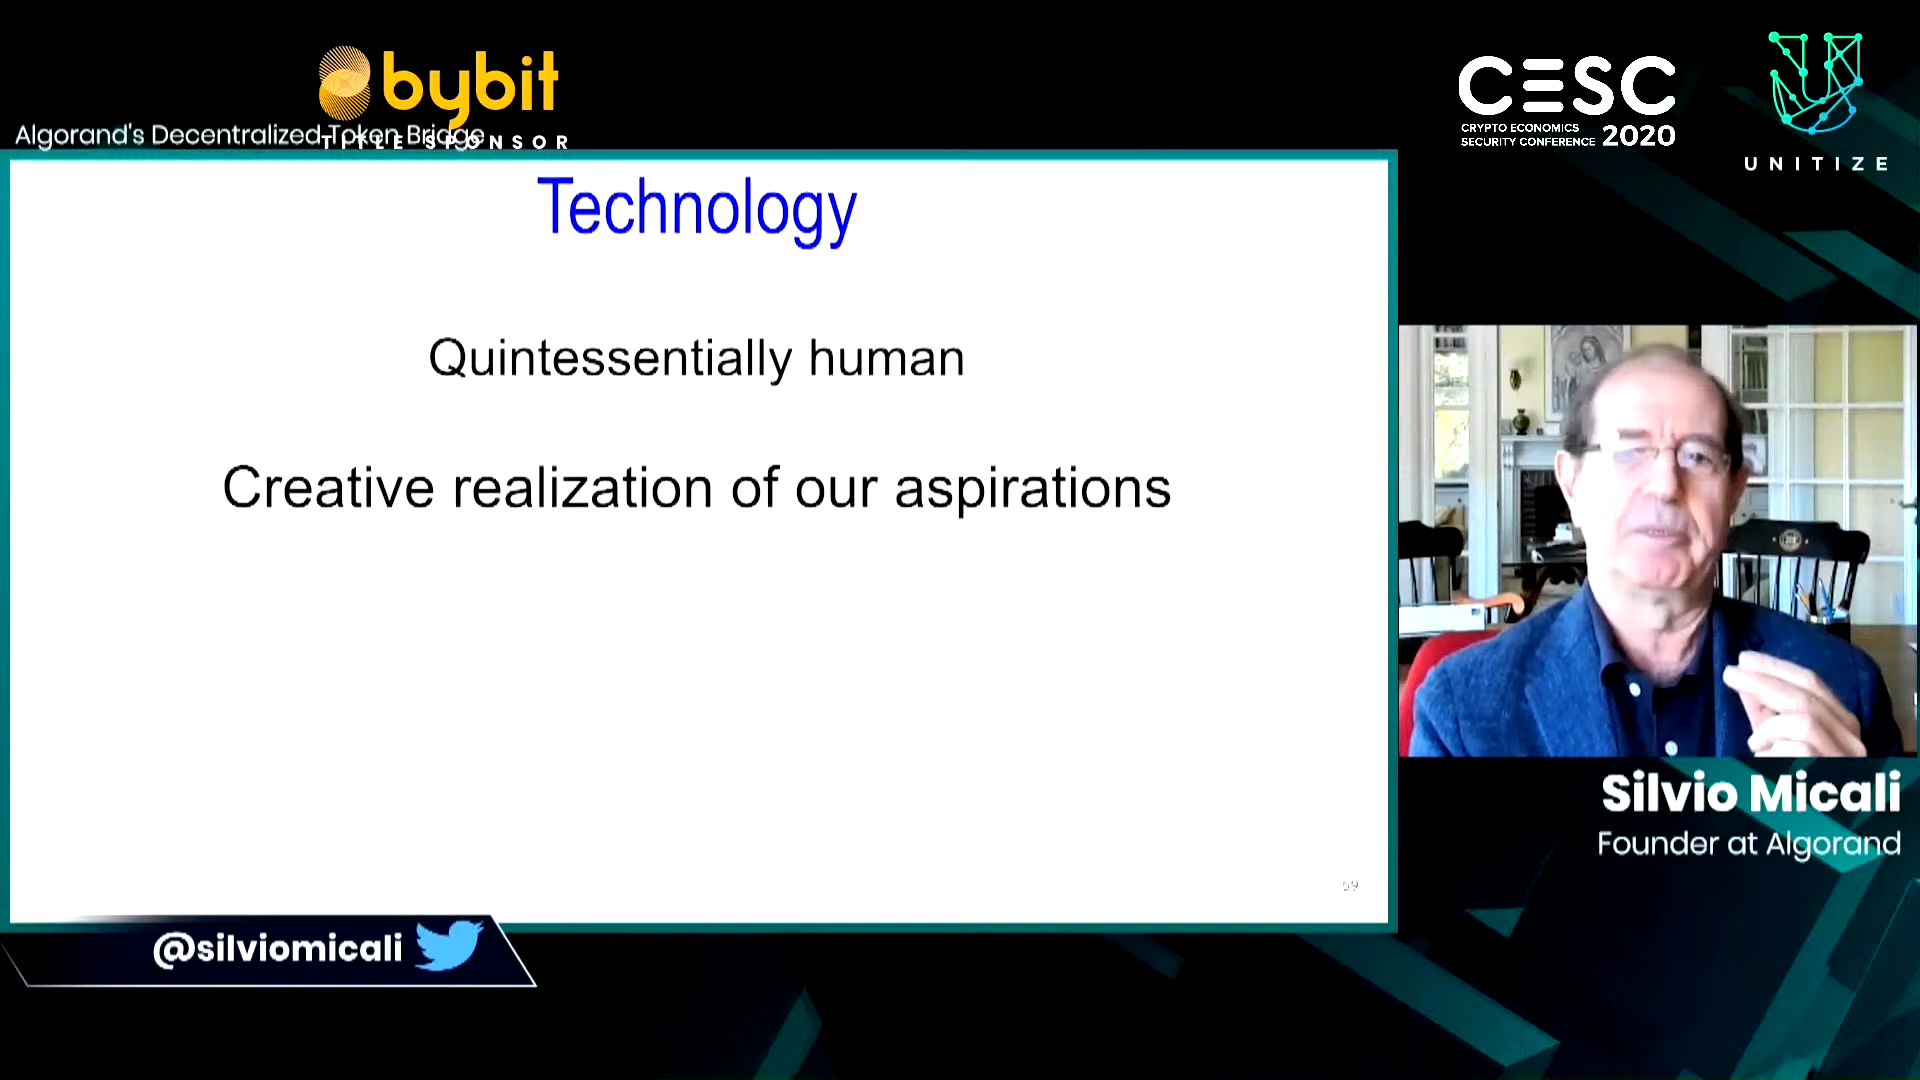 bybit
TITLE SPONSOR
Algorand's Decentralized Token Bridge
CESC
CRYPTO ECONOMICS
SECURITY CONFERENCE 2020
UNITIZE
Technology
Quintessentially human
Creative realization of our aspirations
59
Silvio Micali
Founder at Algorand
@silviomicali